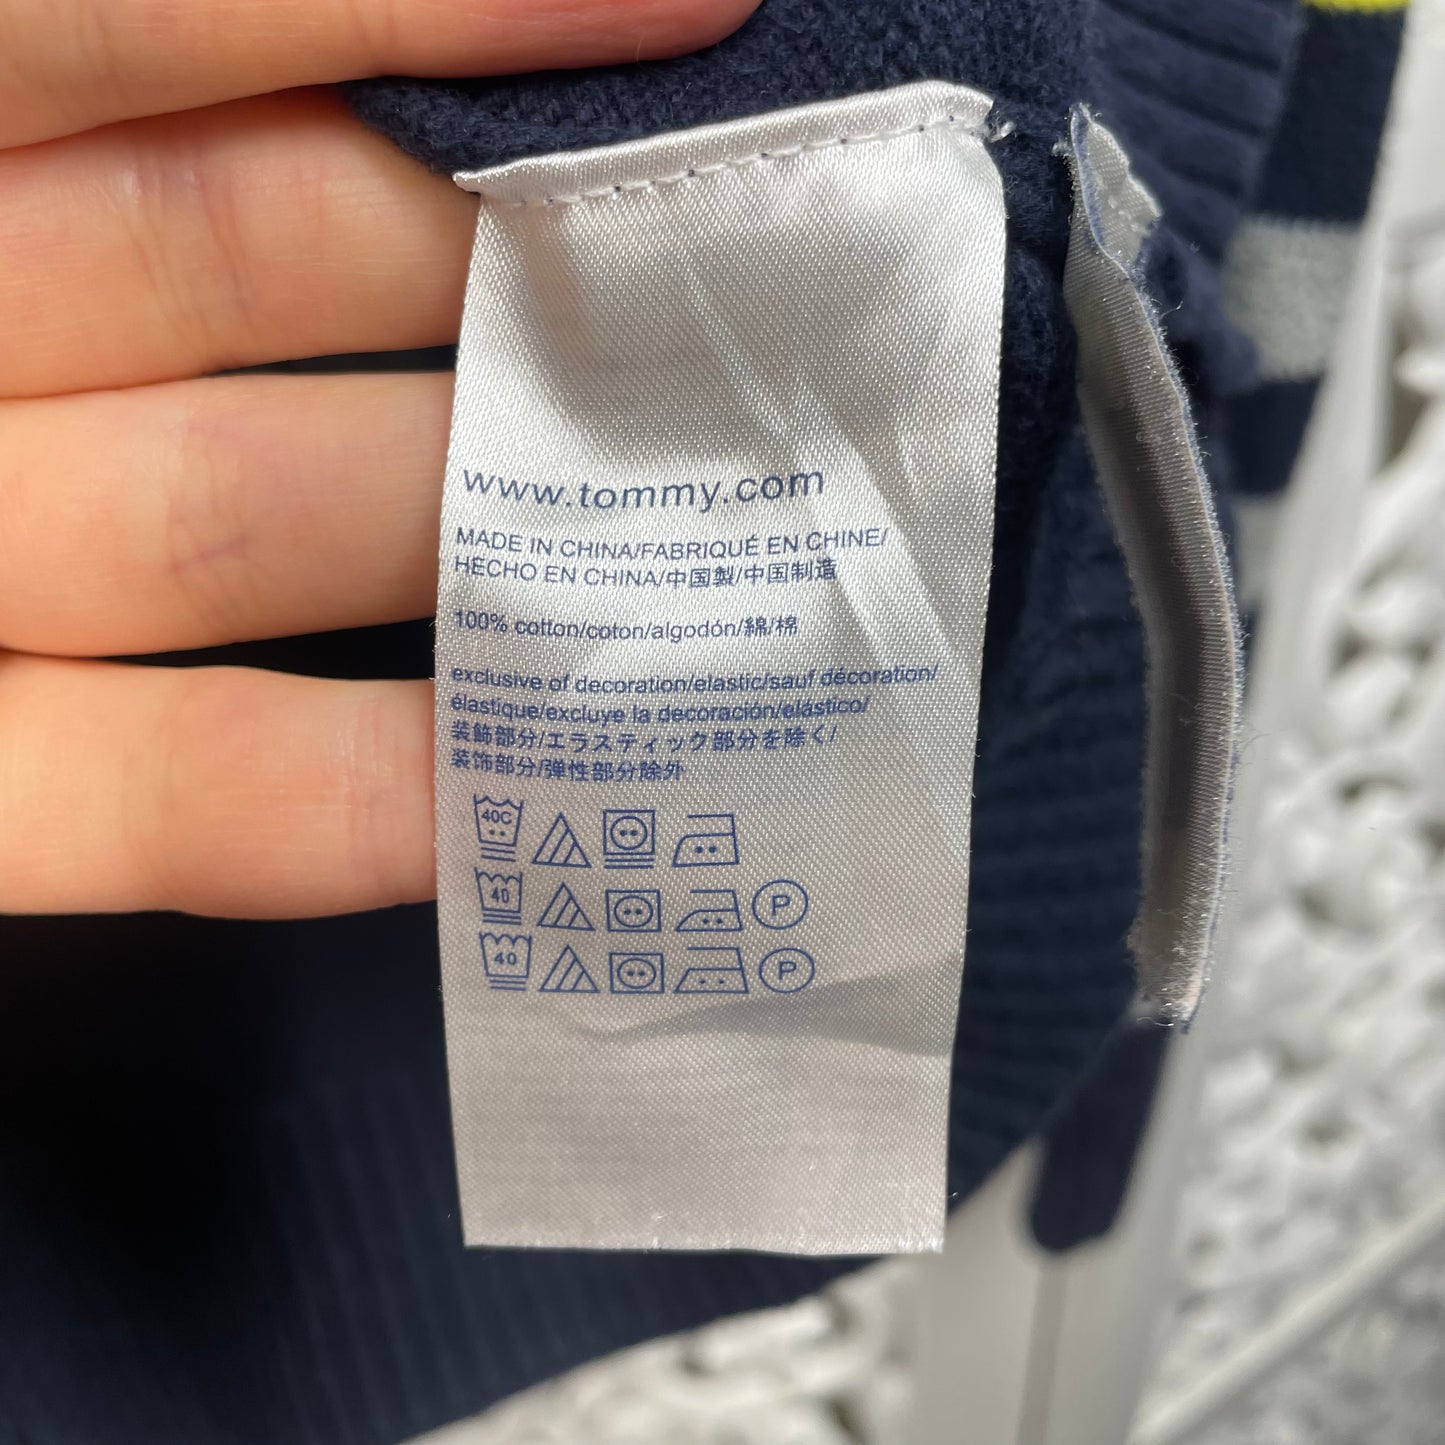 www.tommy.com
MADE IN CHINA/FABRIQUÉ EN CHINE/
HECHO EN CHINA/中国製/中国制造
100% cotton/coton/algodón/綿/棉
exclusive of decoration/elastic/sauf décoration/
élastique/excluye la decoración/elástico/
装飾部分/エラスティック部分を除く/
装饰部分/弹性部分除外
40C
40 P
40 P